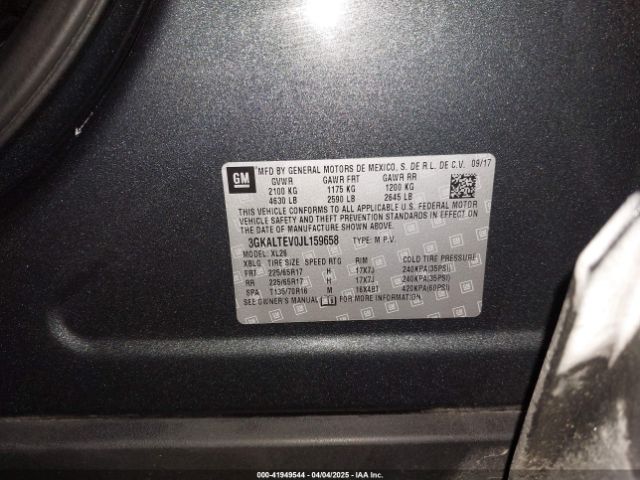 MFD BY GENERAL MOTORS DE MEXICO, S. DE R.L. DE C.V. 09/17
GM
GVWR GAWR FRT GAWR RR
2100 KG 1175 KG 1200 KG
4630 LB 2590 LB 2645 LB
THIS VEHICLE CONFORMS TO ALL APPLICABLE U.S. FEDERAL MOTOR
VEHICLE SAFETY AND THEFT PREVENTION STANDARDS IN EFFECT ON
THE DATE OF MANUFACTURE SHOWN ABOVE.
3GKALTEV0JL159658 TYPE: M.P.V.
MODEL: XL26
XBLG TIRE SIZE SPEED RTG RIM COLD TIRE PRESSURE
FRT 225/65R17 H 17X7J 240KPA(35PSI)
RR 225/65R17 H 17X7J 240KPA(35PSI)
SPA T135/70R16 M 16X4BT 420KPA(60PSI)
SEE OWNER'S MANUAL
000-41949544 - 04/04/2025 - IAA Inc.